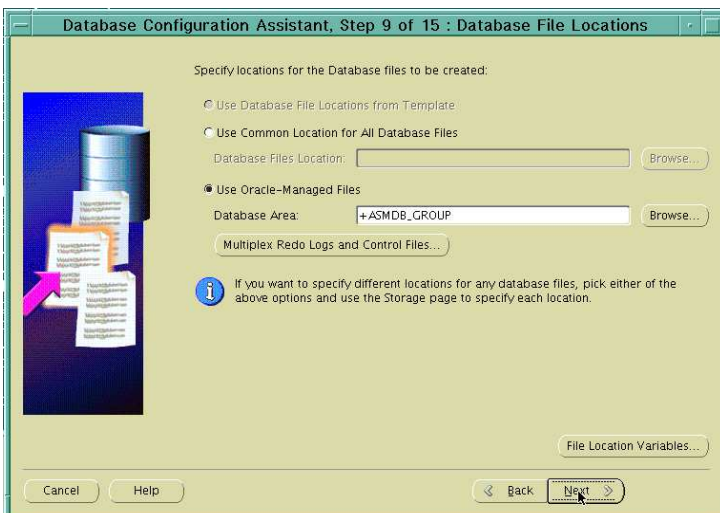 Database Configuration Assistant, Step 9 of 15 : Database File Locations
Specify locations for the Database files to be created:
Use Database File Locations from Template
Use Common Location for All Database Files
Database Files Location:
Browse...
Use Oracle-Managed Files
Database Area:
+ASMDB_GROUP
Browse...
Multiplex Redo Logs and Control Files...
If you want to specify different locations for any database files, pick either of the
above options and use the Storage page to specify each location.
File Location Variables...
Cancel
Help
Back
Next